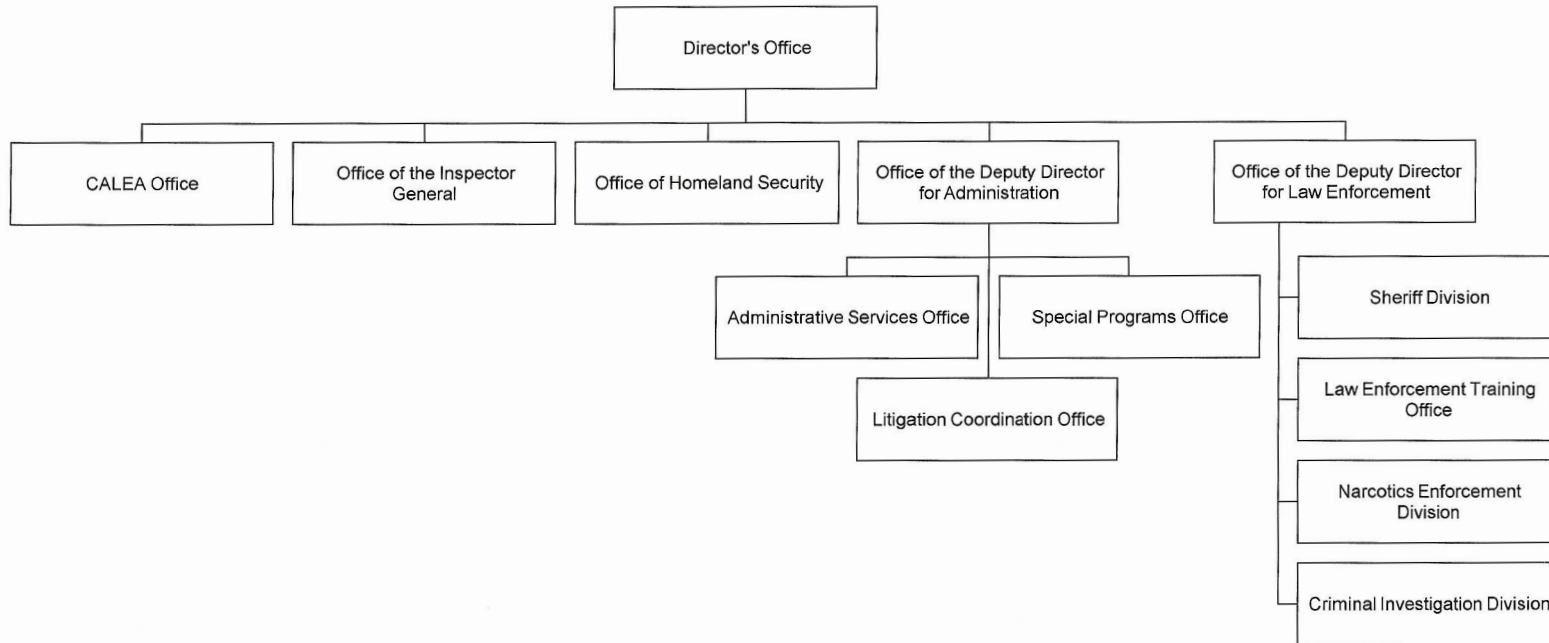 Director's Office
CALEA Office
Office of the Inspector
General
Office of Homeland Security
Office of the Deputy Director
for Administration
Office of the Deputy Director
for Law Enforcement
Administrative Services Office
Special Programs Office
Litigation Coordination Office
Sheriff Division
Law Enforcement Training
Office
Narcotics Enforcement
Division
Criminal Investigation Division